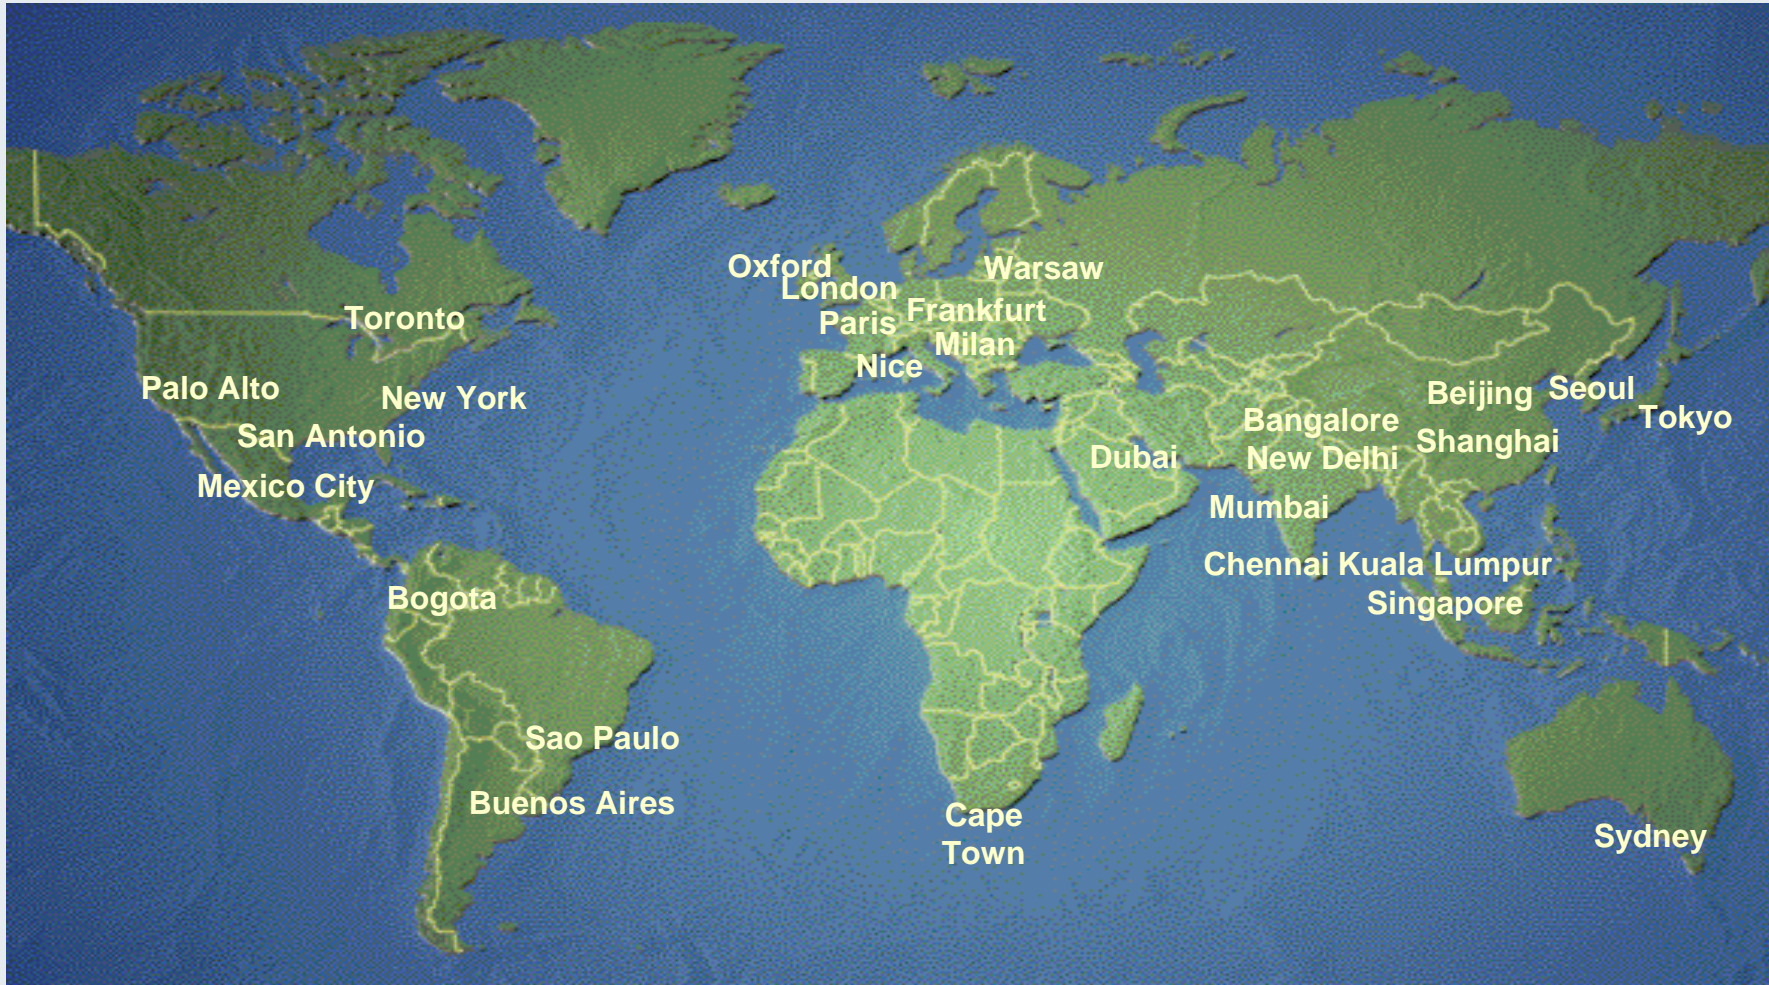 Oxford
Warsaw
London
Frankfurt
Toronto
Paris
Milan
Nice
Palo Alto
New York
Beijing
Seoul
Tokyo
San Antonio
Bangalore
Shanghai
Dubai
New Delhi
Mexico City
Mumbai
Chennai
Kuala Lumpur
Bogota
Singapore
Sao Paulo
Buenos Aires
Cape
Town
Sydney